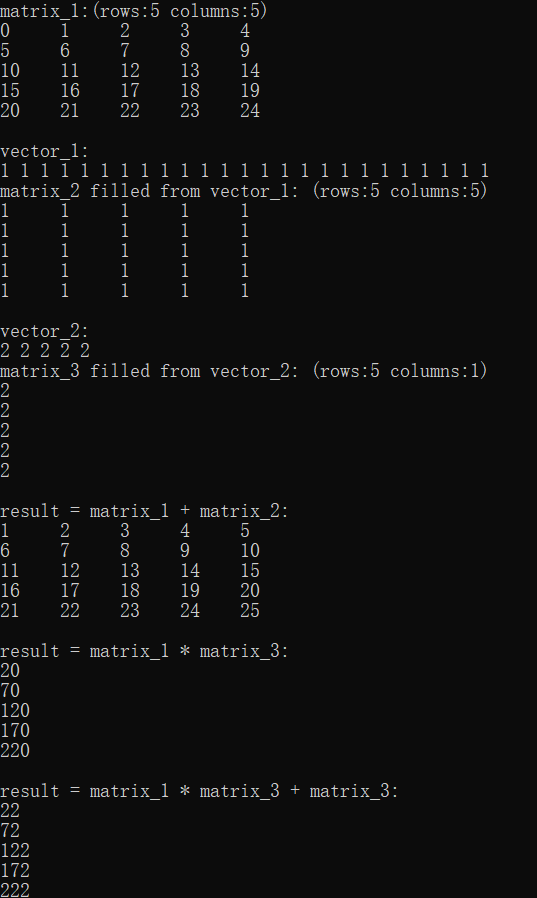 matrix_1:(rows:5 columns:5)
0 1 2 3 4
5 6 7 8 9
10 11 12 13 14
15 16 17 18 19
20 21 22 23 24
vector_1:
1 1 1 1 1 1 1 1 1 1 1 1 1 1 1 1 1 1 1 1 1 1 1 1 1
matrix_2 filled from vector_1: (rows:5 columns:5)
1 1 1 1 1
1 1 1 1 1
1 1 1 1 1
1 1 1 1 1
1 1 1 1 1
vector_2:
2 2 2 2 2
matrix_3 filled from vector_2: (rows:5 columns:1)
2
2
2
2
2
result = matrix_1 + matrix_2:
1 2 3 4 5
6 7 8 9 10
11 12 13 14 15
16 17 18 19 20
21 22 23 24 25
result = matrix_1 * matrix_3:
20
70
120
170
220
result = matrix_1 * matrix_3 + matrix_3:
22
72
122
172
222